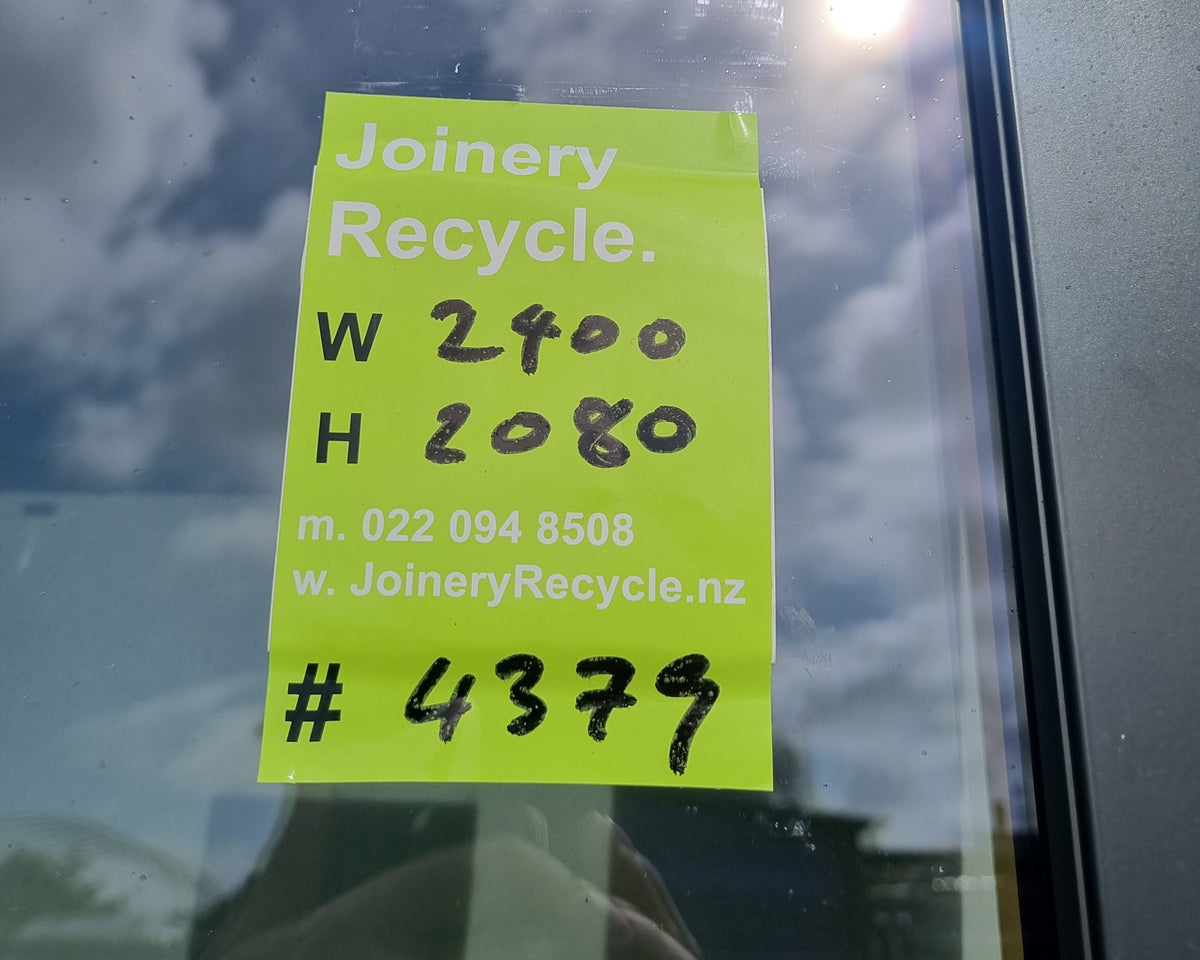 Joinery
Recycle.
W 2400
H 2080
m. 022 094 8508
w. JoineryRecycle.nz
# 4379